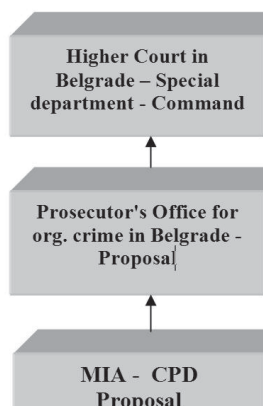 Higher Court in
Belgrade – Special
department - Command
Prosecutor's Office for
org. crime in Belgrade -
Proposal
MIA - CPD
Proposal